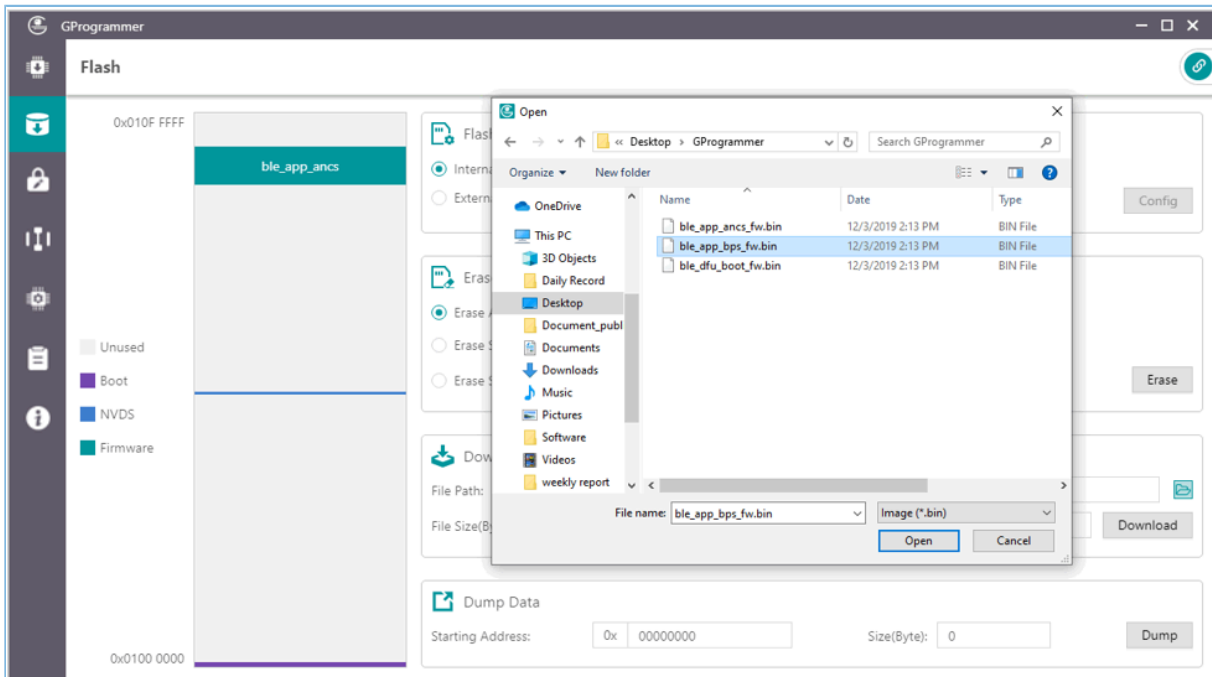 GProgrammer
Flash
0x010F FFFF
ble_app_ancs
Unused
Boot
NVDS
Firmware
0x0100 0000
Flas
Interna
Extern
Config
Eras
Erase A
Erase S
Erase S
Erase
Dow
File Path:
File Size(B
Download
Dump Data
Starting Address: 0x 00000000 Size(Byte): 0 Dump
Open
« Desktop › GProgrammer Search GProgrammer
Organize New folder
OneDrive
This PC
3D Objects
Daily Record
Desktop
Document_publ
Documents
Downloads
Music
Pictures
Software
Videos
weekly report
Name Date Type
ble_app_ancs_fw.bin 12/3/2019 2:13 PM BIN File
ble_app_bps_fw.bin 12/3/2019 2:13 PM BIN File
ble_dfu_boot_fw.bin 12/3/2019 2:13 PM BIN File
File name: ble_app_bps_fw.bin Image (*.bin)
Open Cancel